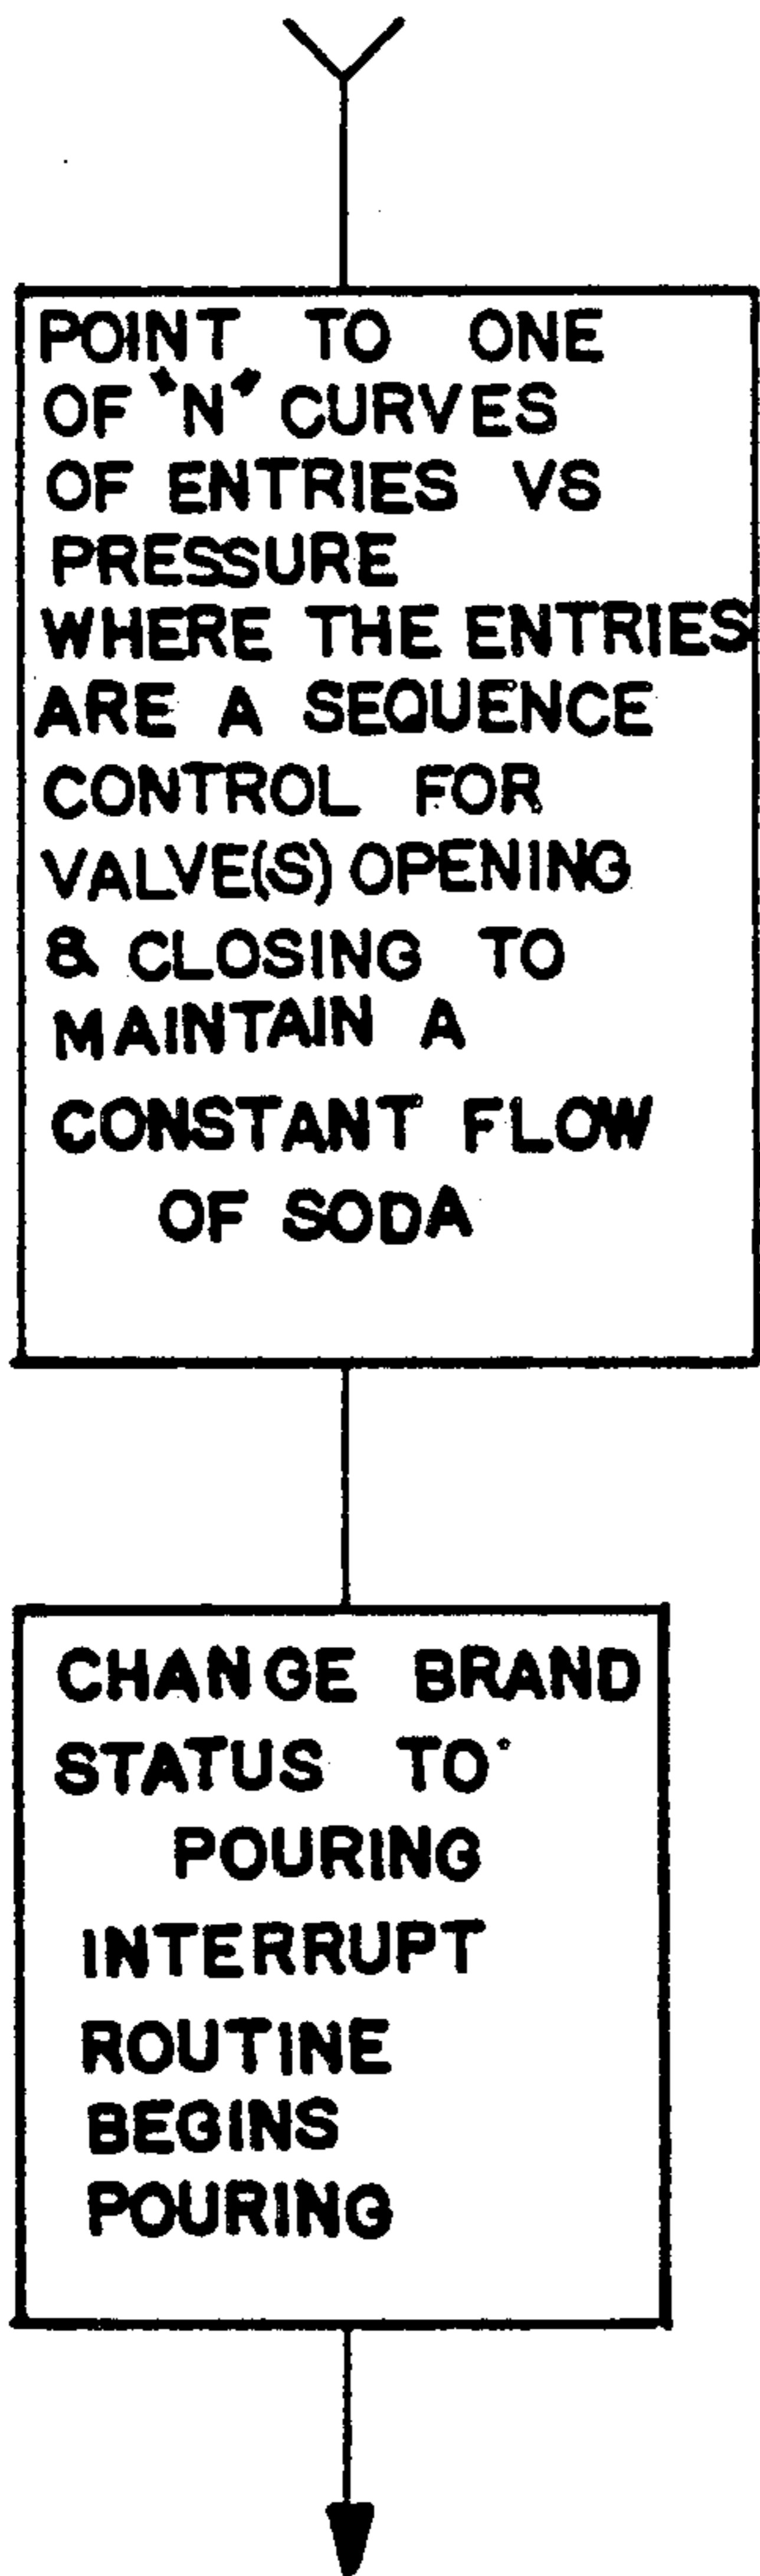 POINT TO ONE
OF "N" CURVES
OF ENTRIES VS
PRESSURE
WHERE THE ENTRIES
ARE A SEQUENCE
CONTROL FOR
VALVE(S) OPENING
& CLOSING TO
MAINTAIN A
CONSTANT FLOW
OF SODA
CHANGE BRAND
STATUS TO
POURING
INTERRUPT
ROUTINE
BEGINS
POURING